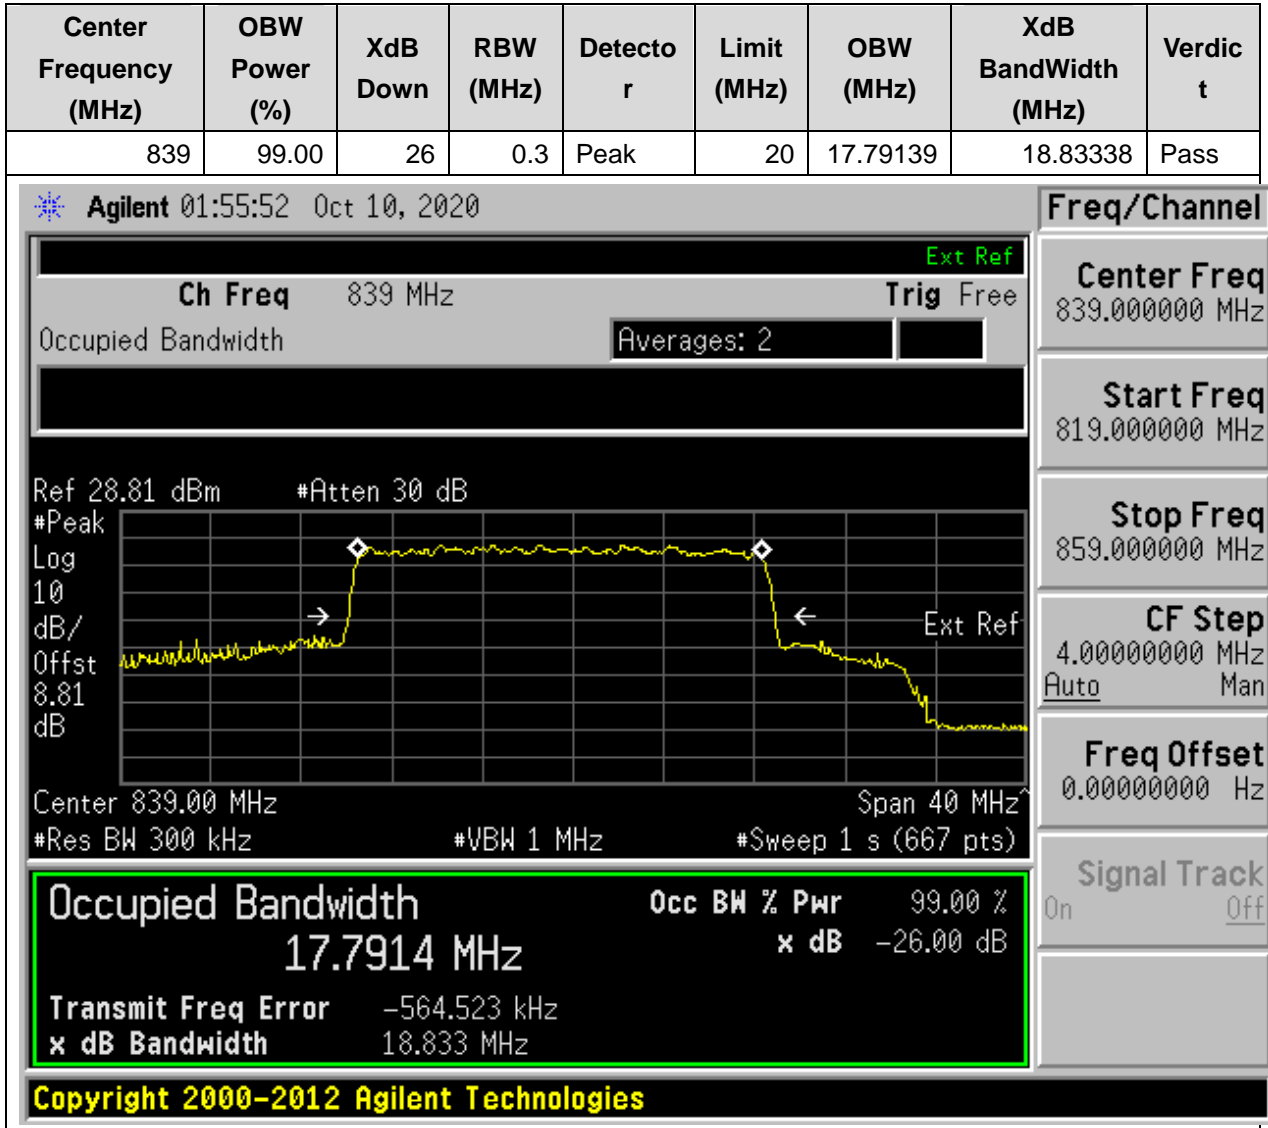 Center Frequency (MHz) OBW Power (%) XdB Down RBW (MHz) Detecto r Limit (MHz) OBW (MHz) XdB BandWidth (MHz) Verdic t
839 99.00 26 0.3 Peak 20 17.79139 18.83338 Pass
Agilent 01:55:52 Oct 10, 2020 Freq/Channel
Ext Ref
Ch Freq 839 MHz Trig Free
Occupied Bandwidth Averages: 2
Center Freq
839.000000 MHz
Start Freq
819.000000 MHz
Stop Freq
859.000000 MHz
CF Step
4.00000000 MHz
Auto Man
Freq Offset
0.00000000 Hz
Signal Track
On Off
Ref 28.81 dBm #Atten 30 dB
#Peak
Log
10
dB/
Offst
8.81
dB
Ext Ref
Center 839.00 MHz Span 40 MHz^
#Res BW 300 kHz #VBW 1 MHz #Sweep 1 s (667 pts)
Occupied Bandwidth Occ BW % Pwr 99.00 %
17.7914 MHz x dB -26.00 dB
Transmit Freq Error -564.523 kHz
x dB Bandwidth 18.833 MHz
Copyright 2000-2012 Agilent Technologies